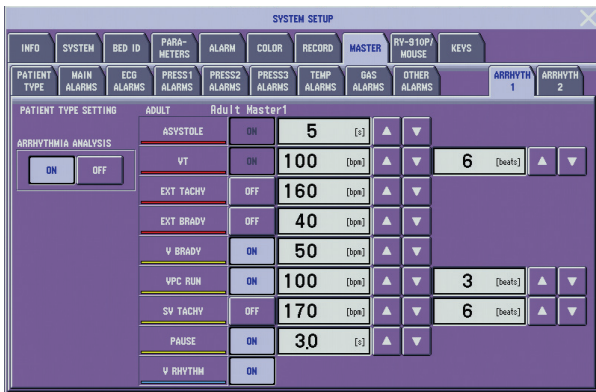 SYSTEM SETUP
INFO SYSTEM BED ID PARA-METERS ALARM COLOR RECORD MASTER RY-910P/MOUSE KEYS
PATIENT TYPE MAIN ALARMS ECG ALARMS PRESS1 ALARMS PRESS2 ALARMS PRESS3 ALARMS TEMP ALARMS GAS ALARMS OTHER ALARMS ARRHYTH 1 ARRHYTH 2
PATIENT TYPE SETTING ADULT Adult Master1
ARRHYTHMIA ANALYSIS
ON OFF
ASYSTOLE ON 5 [s]
VT ON 100 [bpm] 6 [beats]
EXT TACHY OFF 160 [bpm]
EXT BRADY OFF 40 [bpm]
V BRADY ON 50 [bpm]
VPC RUN ON 100 [bpm] 3 [beats]
SV TACHY OFF 170 [bpm] 6 [beats]
PAUSE ON 3.0 [s]
V RHYTHM ON